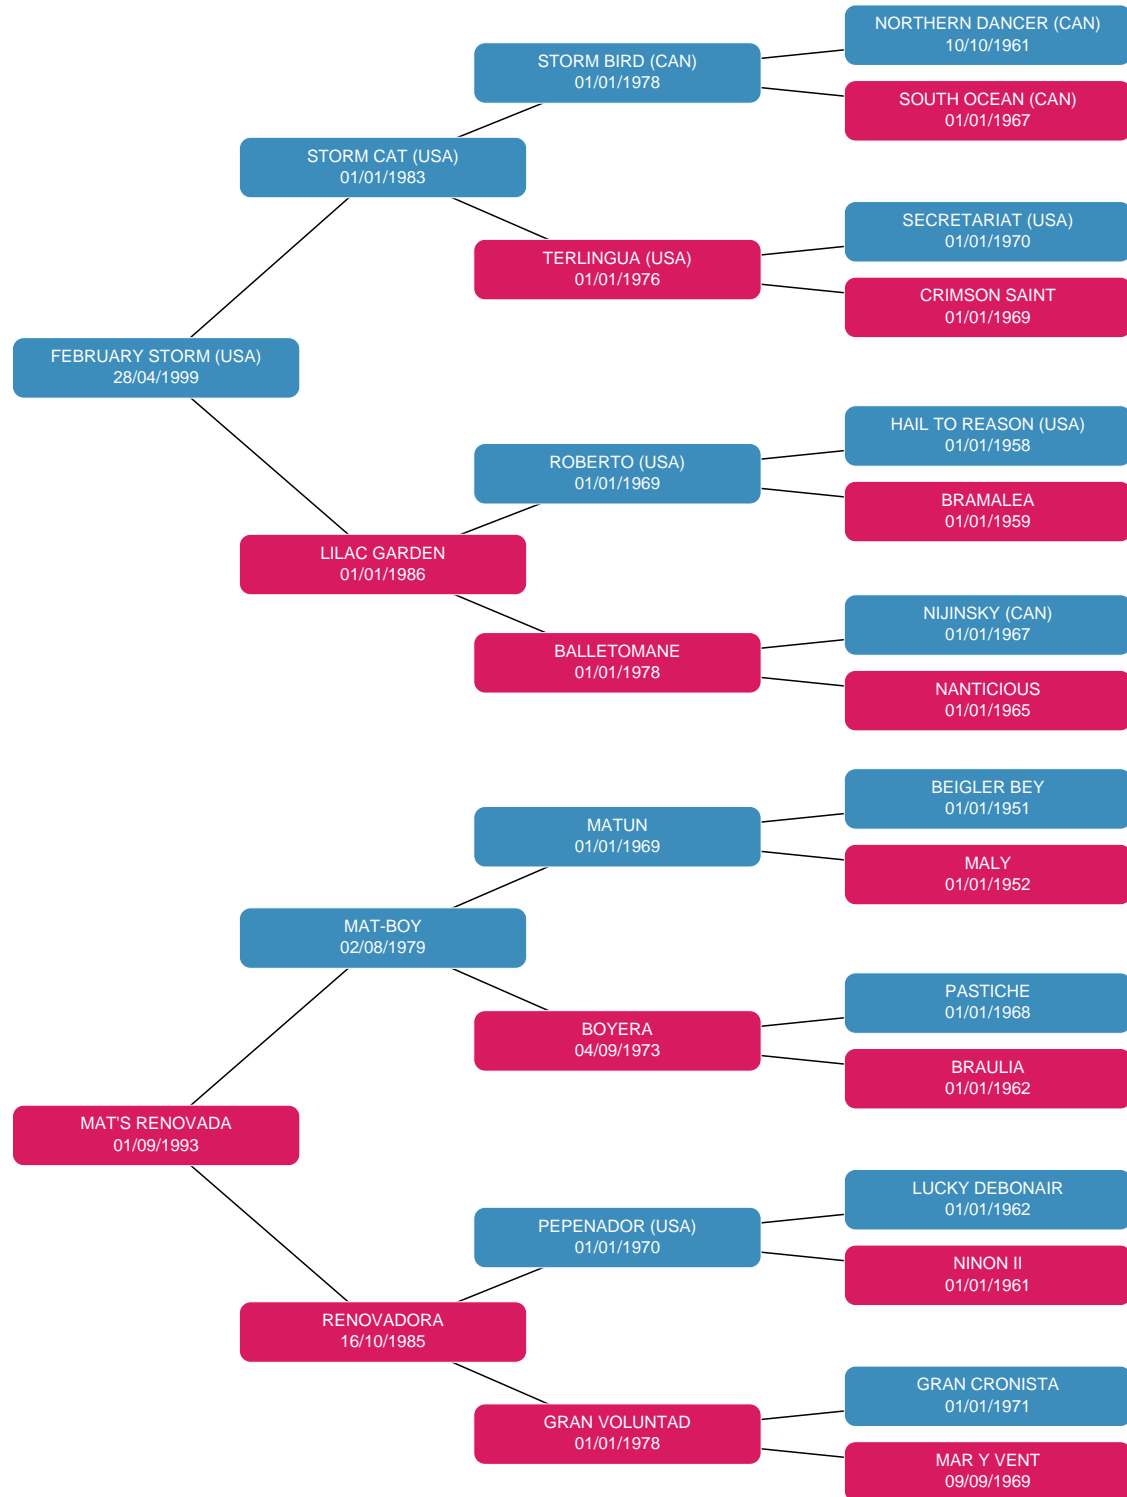 NORTHERN DANCER (CAN)
10/10/1961
STORM BIRD (CAN)
01/01/1978
SOUTH OCEAN (CAN)
01/01/1967
STORM CAT (USA)
01/01/1983
SECRETARIAT (USA)
01/01/1970
TERLINGUA (USA)
01/01/1976
CRIMSON SAINT
01/01/1969
FEBRUARY STORM (USA)
28/04/1999
HAIL TO REASON (USA)
01/01/1958
ROBERTO (USA)
01/01/1969
BRAMALEA
01/01/1959
LILAC GARDEN
01/01/1986
NIJINSKY (CAN)
01/01/1967
BALLETOMANE
01/01/1978
NANTICIOUS
01/01/1965
BEIGLER BEY
01/01/1951
MATUN
01/01/1969
MALY
01/01/1952
MAT-BOY
02/08/1979
PASTICHE
01/01/1968
BOYERA
04/09/1973
BRAULIA
01/01/1962
MAT'S RENOVADA
01/09/1993
LUCKY DEBONAIR
01/01/1962
PEPENADOR (USA)
01/01/1970
NINON II
01/01/1961
RENOVADORA
16/10/1985
GRAN CRONISTA
01/01/1971
GRAN VOLUNTAD
01/01/1978
MAR Y VENT
09/09/1969